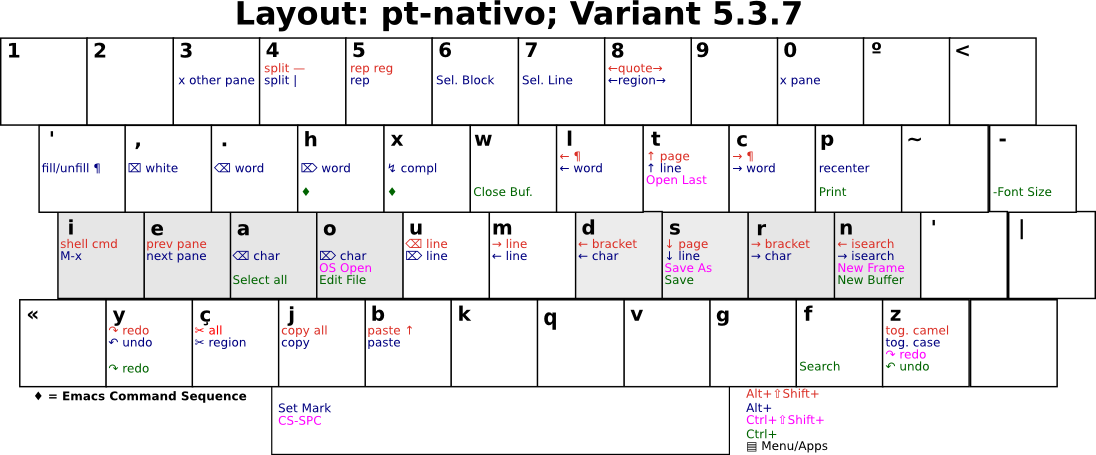 Layout: pt-nativo; Variant 5.3.7
1
2
3
x other pane
4
split —
split |
5
rep reg
rep
6
Sel. Block
7
Sel. Line
8
←quote→
←region→
9
0
x pane
º
<
'
fill/unfill ¶
,
⌧ white
.
⌫ word
h
⌦ word
♦
x
↯ compl
♦
w
Close Buf.
l
← ¶
← word
t
↑ page
↑ line
Open Last
c
→ ¶
→ word
p
recenter
Print
~
-
-Font Size
i
shell cmd
M-x
e
prev pane
next pane
a
⌫ char
Select all
o
⌦ char
OS Open
Edit File
u
⌫ line
⌦ line
m
→ line
← line
d
← bracket
← char
s
↓ page
↓ line
Save As
Save
r
→ bracket
→ char
n
← isearch
→ isearch
New Frame
New Buffer
'
|
«
y
↷ redo
↶ undo
↷ redo
ç
✂ all
✂ region
j
copy all
copy
b
paste ↑
paste
k
q
v
g
f
Search
z
tog. camel
tog. case
↷ redo
↶ undo
♦ = Emacs Command Sequence
Set Mark
CS-SPC
Alt+⇧Shift+
Alt+
Ctrl+⇧Shift+
Ctrl+
▤ Menu/Apps